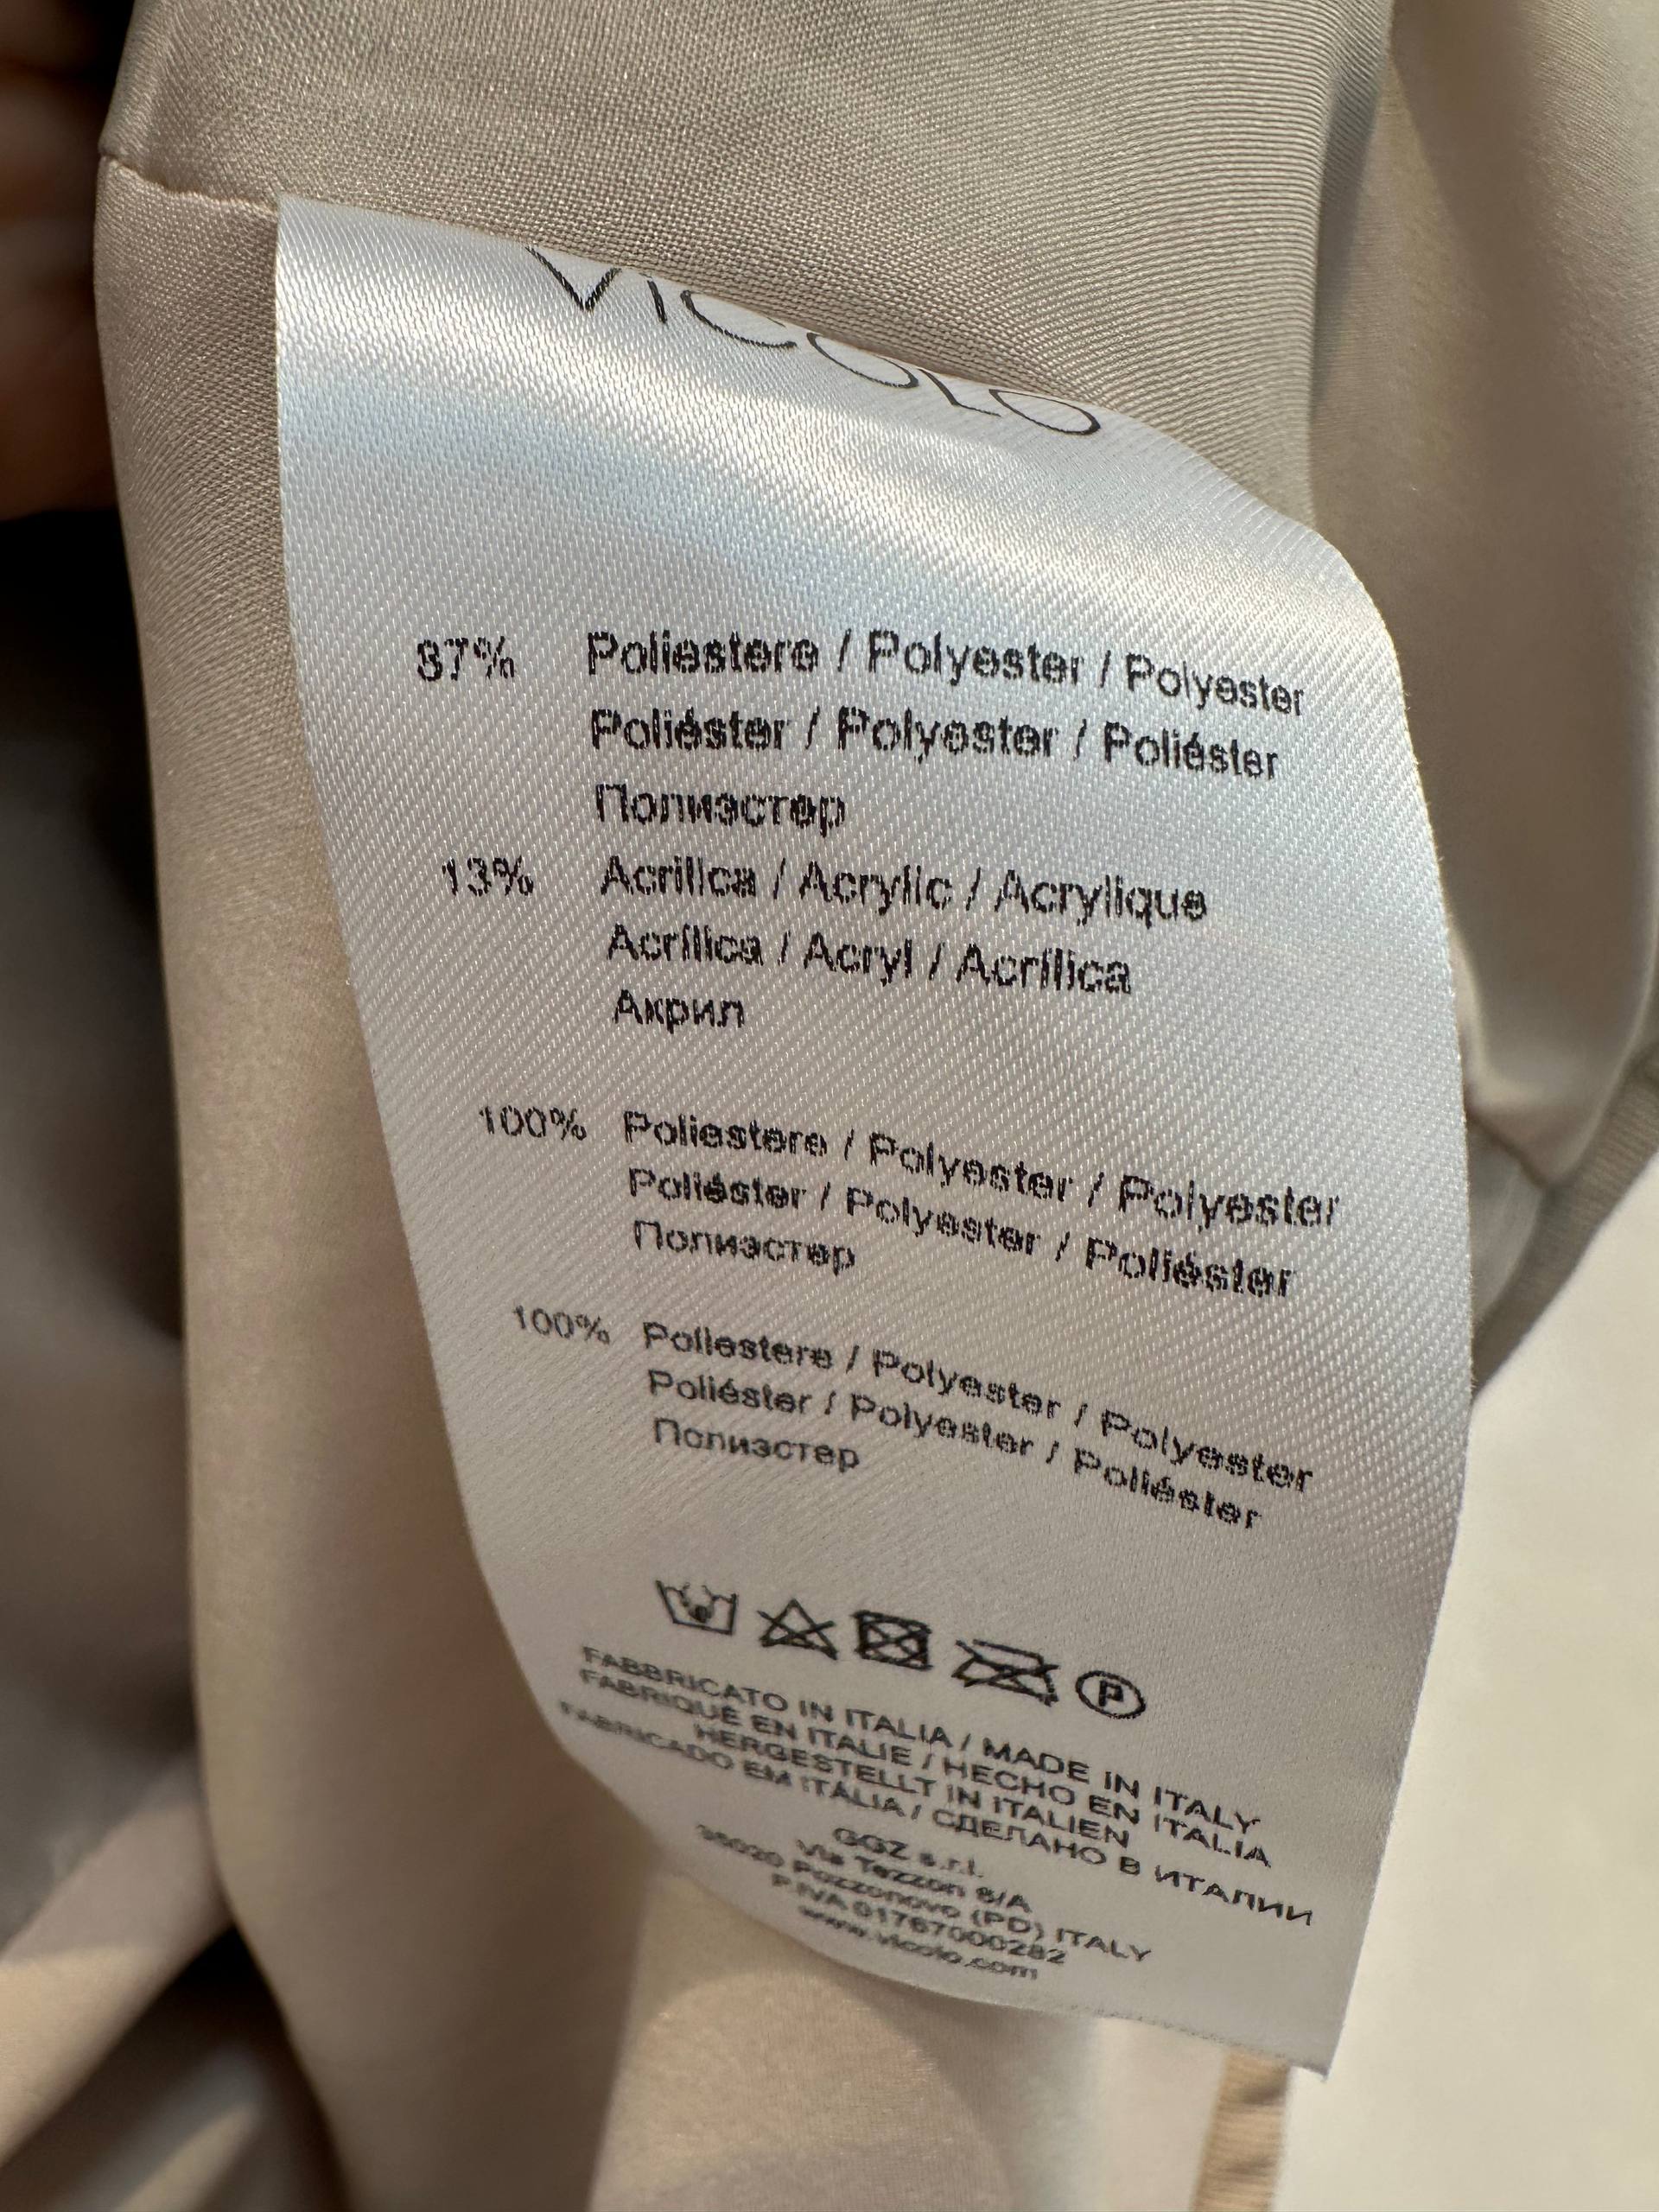 VICOLO
87% Poliestere / Polyester / Polyester
Poliéster / Polyester / Poliéster
Полиэстер
13% Acrilica / Acrylic / Acrylique
Acrílica / Acryl / Acrílica
Акрил
100% Poliestere / Polyester / Polyester
Poliéster / Polyester / Poliéster
Полиэстер
100% Poliestere / Polyester / Polyester
Poliéster / Polyester / Poliéster
Полиэстер
P
FABBRICATO IN ITALIA / MADE IN ITALY
FABRIQUÉ EN ITALIE / HECHO EN ITALIA
HERGESTELLT IN ITALIEN
FABRICADO EM ITÁLIA / СДЕЛАНО В ИТАЛИИ
GGZ s.r.l.
Via Tezzon 8/A
35020 Pozzonovo (PD) ITALY
P.IVA 01767000282
www.vicolo.com